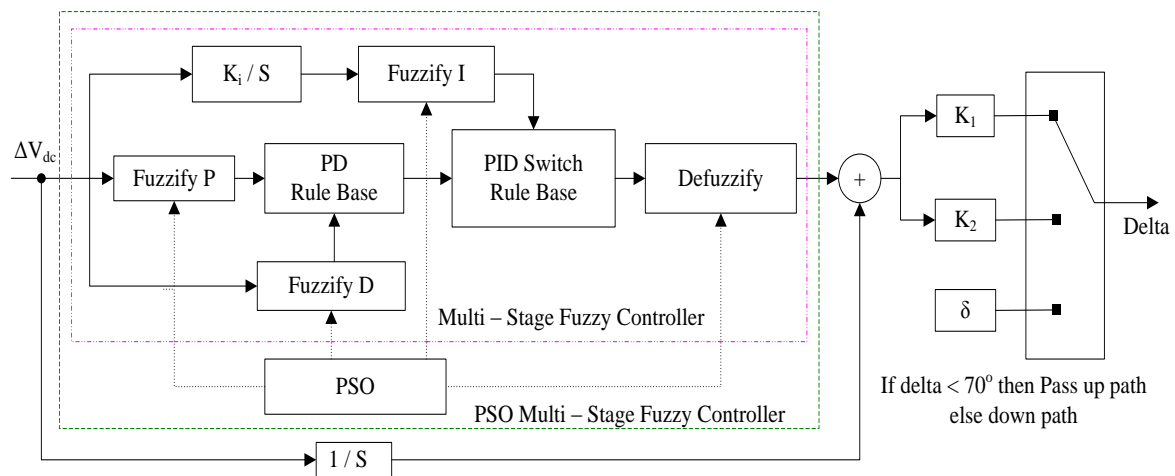 K_i / S
Fuzzify I
K_1
ΔV_dc
Fuzzify P
PD
Rule Base
PID Switch
Rule Base
Defuzzify
+
K_2
Delta
Fuzzify D
δ
Multi – Stage Fuzzy Controller
PSO
PSO Multi – Stage Fuzzy Controller
If delta < 70° then Pass up path
else down path
1 / S